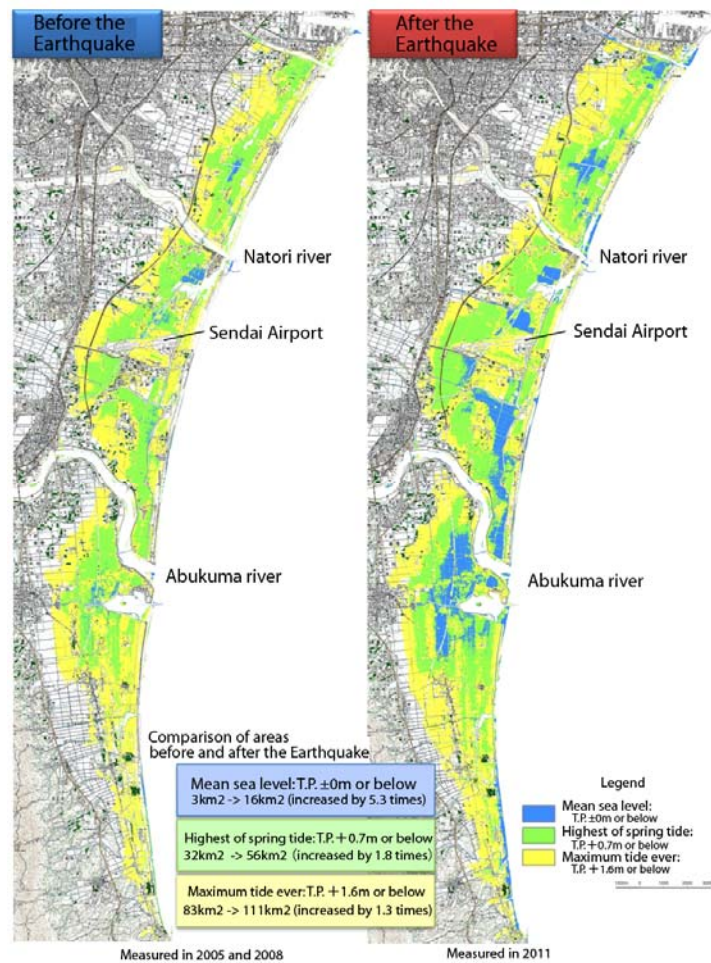 Before the
Earthquake
After the
Earthquake
Natori river
Natori river
Sendai Airport
Sendai Airport
Abukuma river
Abukuma river
Comparison of areas
before and after the Earthquake
Mean sea level:T.P.±0m or below
3km2 -> 16km2 (increased by 5.3 times)
Highest of spring tide:T.P.+0.7m or below
32km2 -> 56km2 (increased by 1.8 times)
Maximum tide ever:T.P.+1.6m or below
83km2 -> 111km2 (increased by 1.3 times)
Legend
Mean sea level:
T.P.±0m or below
Highest of spring tide:
T.P.+0.7m or below
Maximum tide ever:
T.P.+1.6m or below
Measured in 2005 and 2008
Measured in 2011